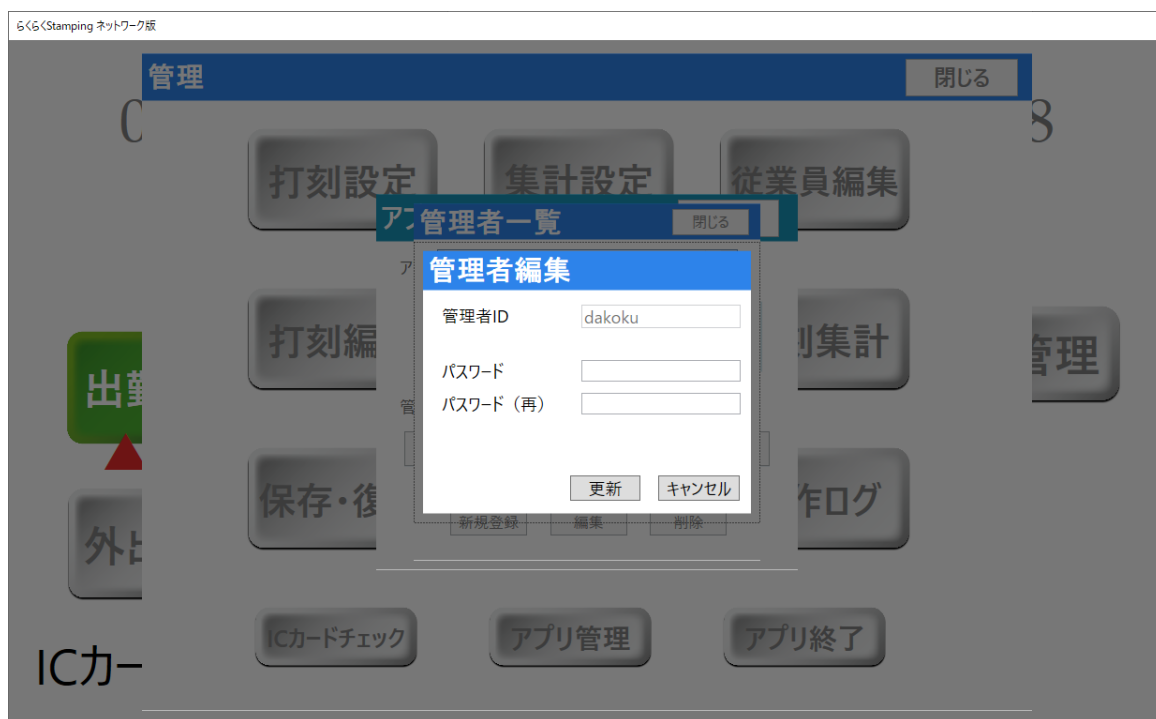 らくらくStamping ネットワーク版
管理
閉じる
0
8
打刻設定
集計設定
従業員編集
管理者一覧
閉じる
管理者編集
管理者ID
dakoku
打刻編
集計
管理
出勤
パスワード
パスワード（再）
更新
キャンセル
保存・復
作ログ
新規登録
編集
削除
外出
ICカードチェック
アプリ管理
アプリ終了
ICカー